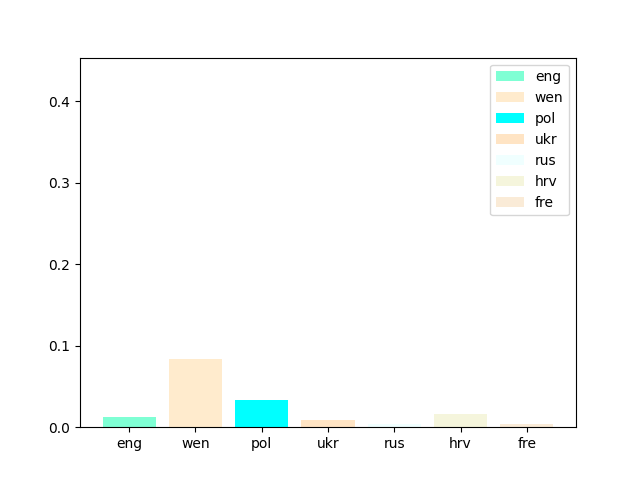 0.4
0.3
0.2
0.1
0.0
eng
wen
pol
ukr
rus
hrv
fre
eng wen pol ukr rus hrv fre